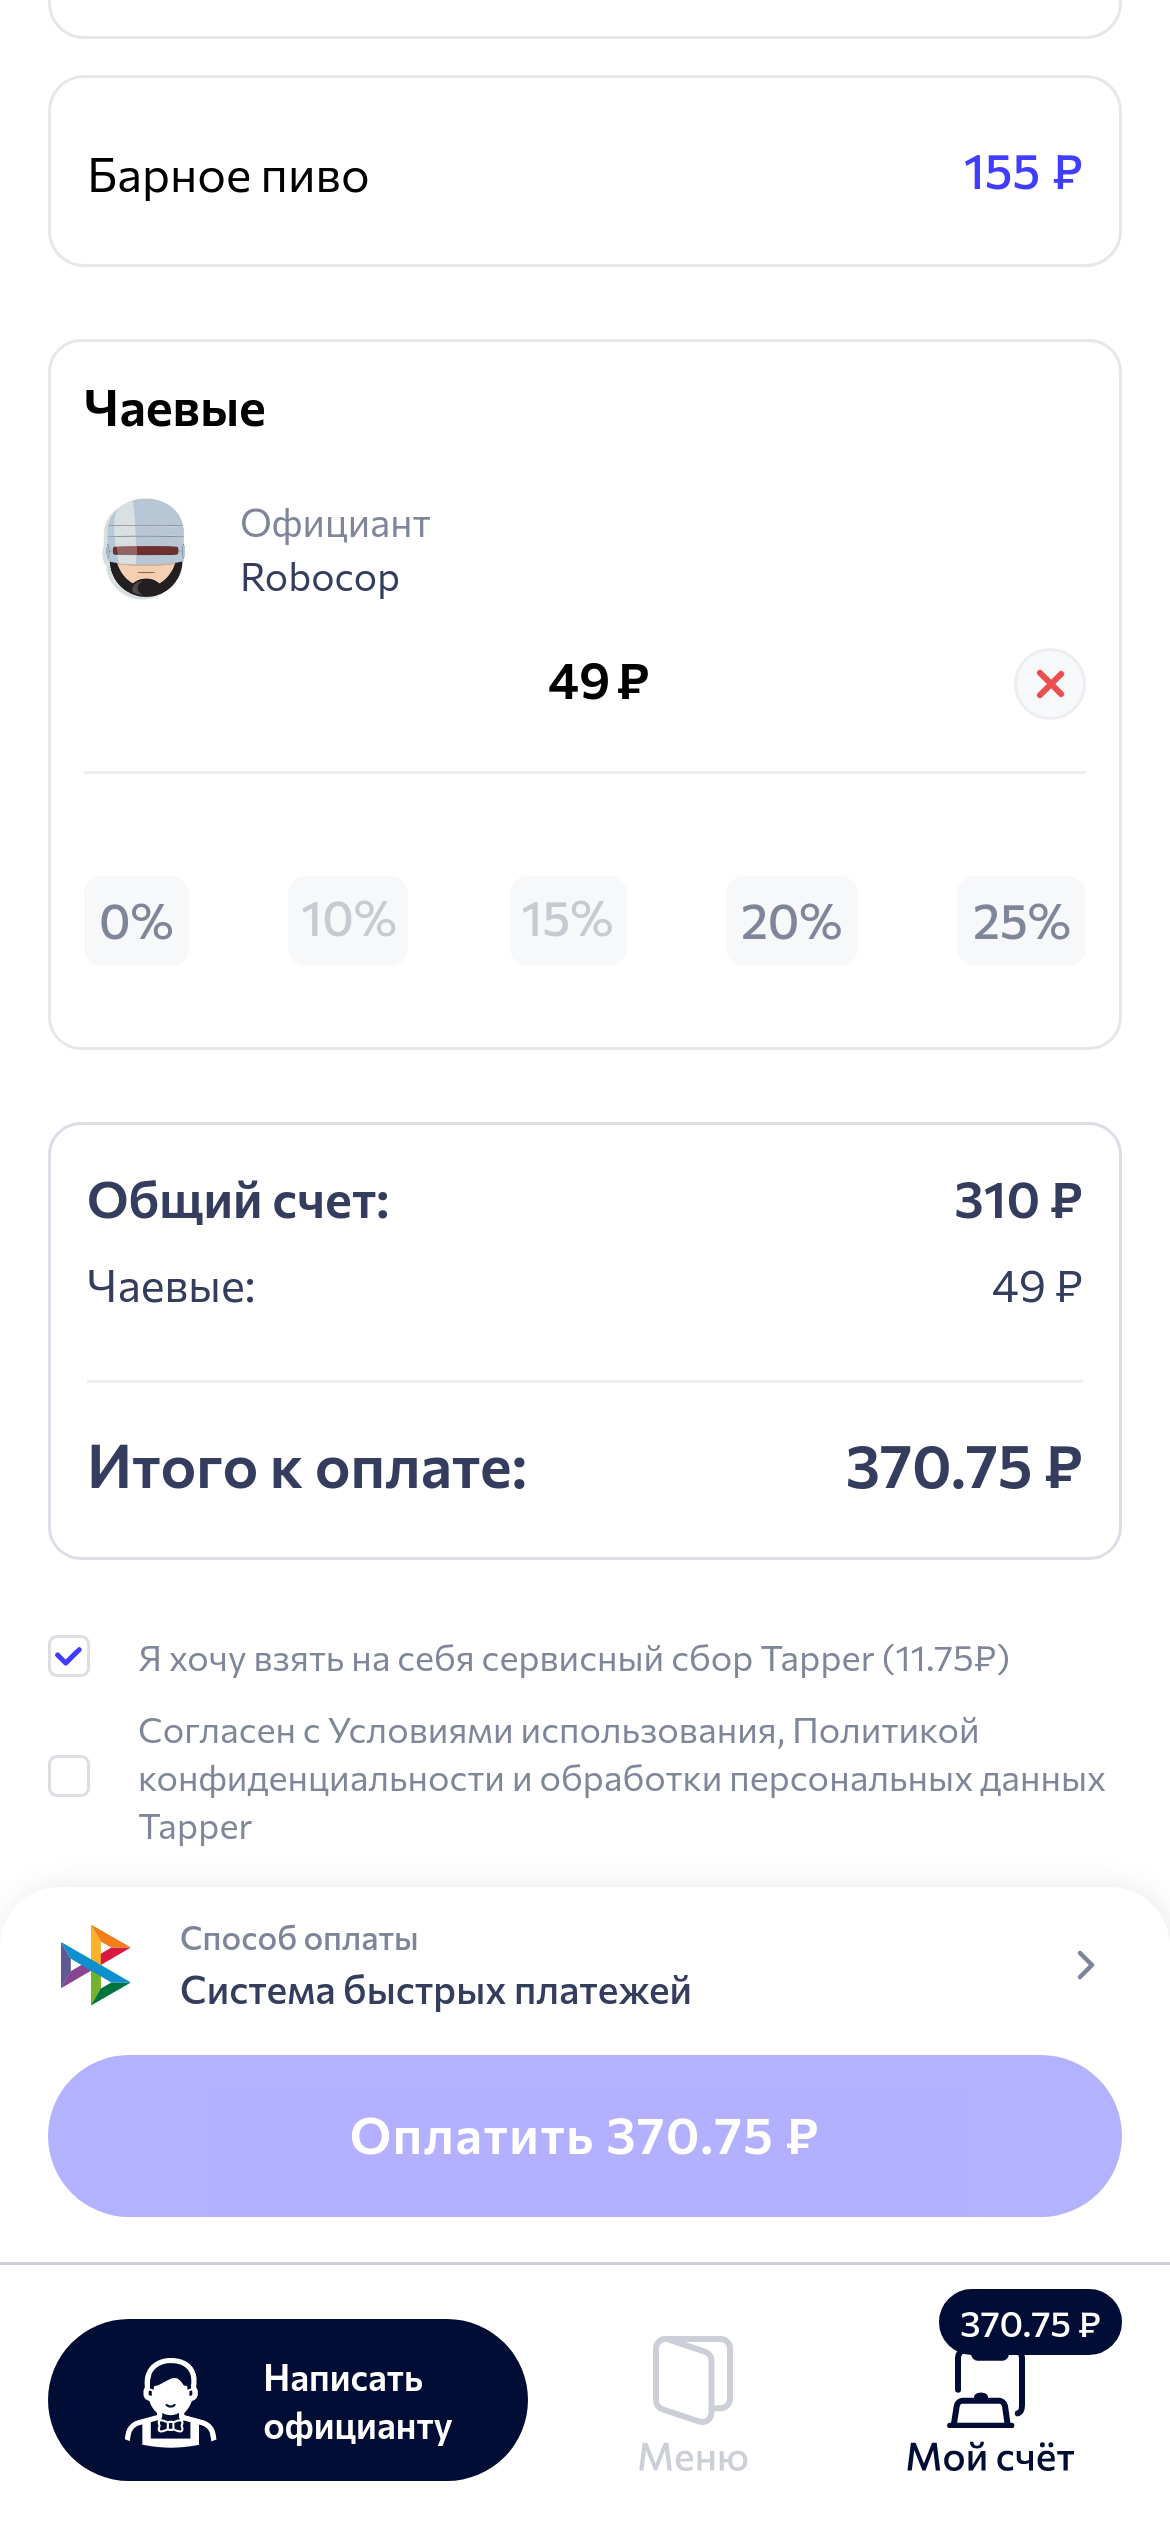 Барное пиво
155 ₽
Чаевые
Официант
Robocop
49 ₽
0%
10%
15%
20%
25%
Общий счет:
310 ₽
Чаевые:
49 ₽
Итого к оплате:
370.75 ₽
Я хочу взять на себя сервисный сбор Tapper (11.75₽)
Согласен с Условиями использования, Политикой
конфиденциальности и обработки персональных данных
Tapper
Способ оплаты
Система быстрых платежей
Оплатить 370.75 ₽
Написать
официанту
Меню
370.75 ₽
Мой счёт